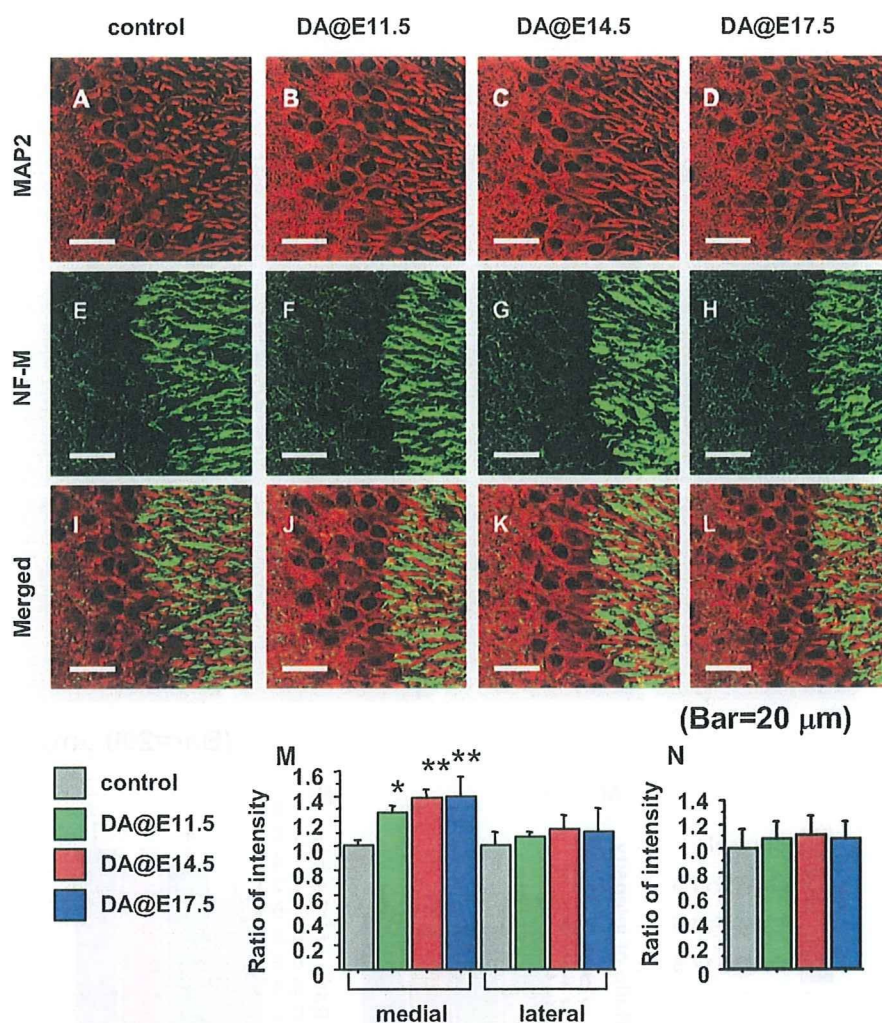 control DA@E11.5 DA@E14.5 DA@E17.5
MAP2
A B C D
NF-M
E F G H
Merged
I J K L
(Bar=20 μm)
control
DA@E11.5
DA@E14.5
DA@E17.5
M
Ratio of intensity
1.6
1.4
1.2
1.0
0.8
0.6
0.4
0.2
0
* ** **
medial lateral
N
Ratio of intensity
1.4
1.2
1.0
0.8
0.6
0.4
0.2
0